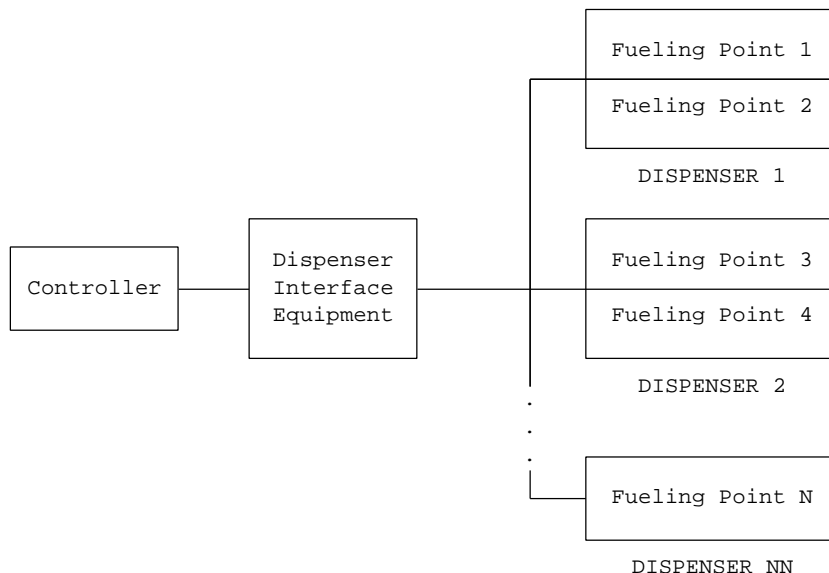 Fueling Point 1
Fueling Point 2
DISPENSER 1
Controller
Dispenser
Interface
Equipment
Fueling Point 3
Fueling Point 4
DISPENSER 2
Fueling Point N
DISPENSER NN